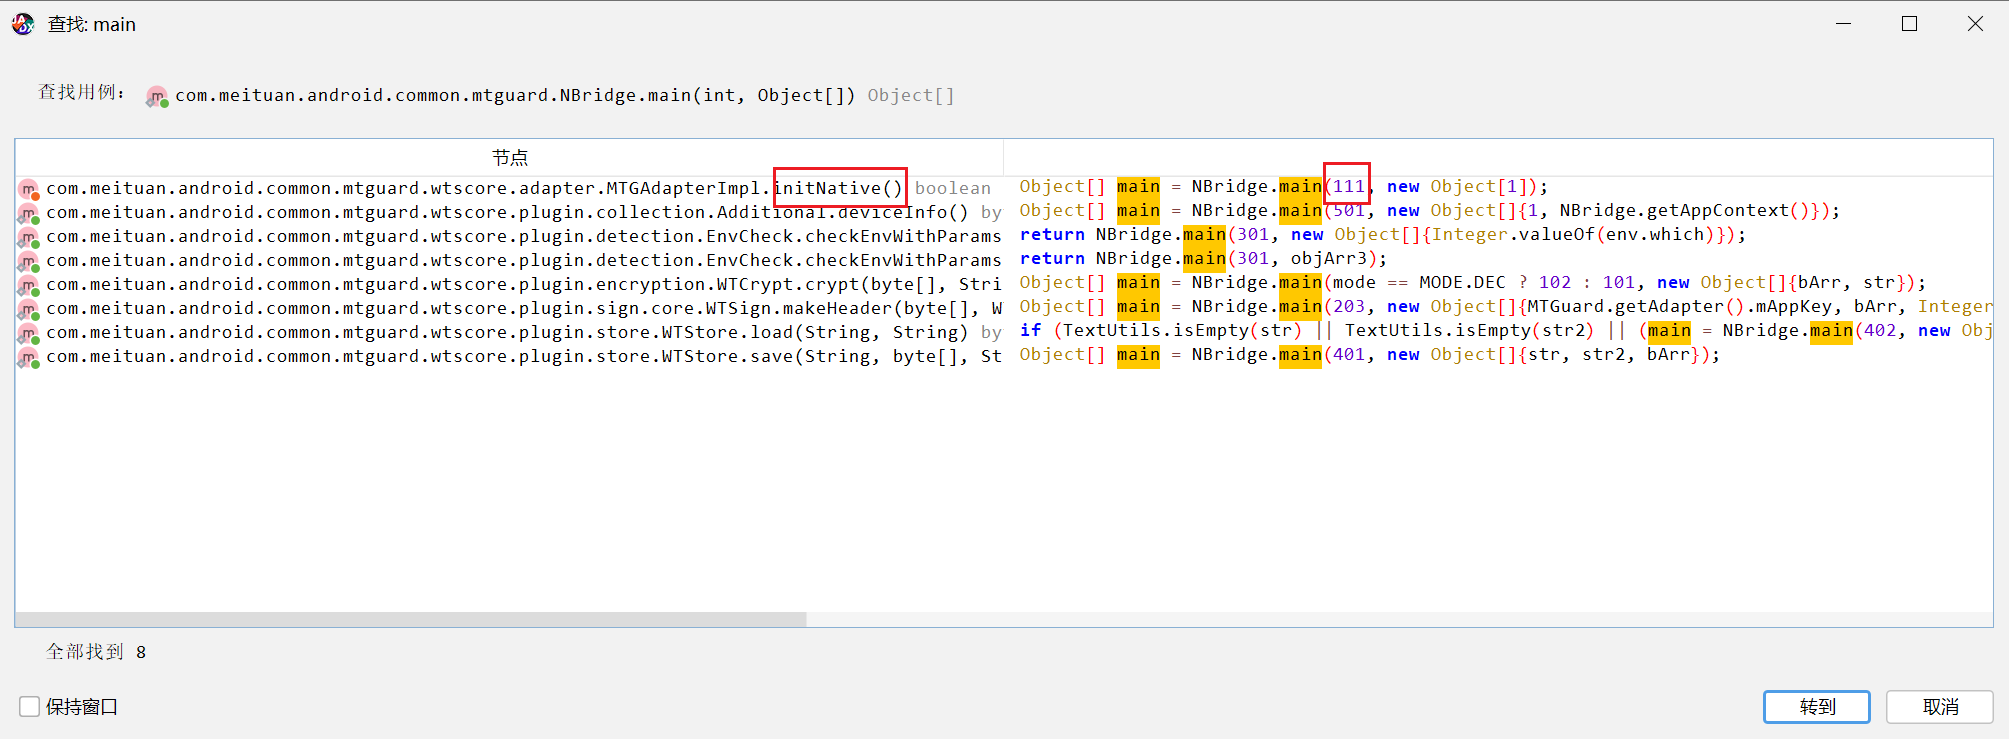 查找: main
查找用例: com.meituan.android.common.mtguard.NBridge.main(int, Object[]) Object[]
节点
com.meituan.android.common.mtguard.wtscore.adapter.MTGAdapterImpl.initNative() boolean Object[] main = NBridge.main(111, new Object[1]);
com.meituan.android.common.mtguard.wtscore.plugin.collection.Additional.deviceInfo() by Object[] main = NBridge.main(501, new Object[]{1, NBridge.getAppContext()});
com.meituan.android.common.mtguard.wtscore.plugin.detection.EnvCheck.checkEnvWithParams return NBridge.main(301, new Object[]{Integer.valueOf(env.which)});
com.meituan.android.common.mtguard.wtscore.plugin.detection.EnvCheck.checkEnvWithParams return NBridge.main(301, objArr3);
com.meituan.android.common.mtguard.wtscore.plugin.encryption.WTCrypt.crypt(byte[], Stri Object[] main = NBridge.main(mode == MODE.DEC ? 102 : 101, new Object[]{bArr, str});
com.meituan.android.common.mtguard.wtscore.plugin.sign.core.WTSign.makeHeader(byte[], W Object[] main = NBridge.main(203, new Object[]{MTGuard.getAdapter().mAppKey, bArr, Integer
com.meituan.android.common.mtguard.wtscore.plugin.store.WTStore.load(String, String) by if (TextUtils.isEmpty(str) || TextUtils.isEmpty(str2) || (main = NBridge.main(402, new Obj
com.meituan.android.common.mtguard.wtscore.plugin.store.WTStore.save(String, byte[], St Object[] main = NBridge.main(401, new Object[]{str, str2, bArr});
全部找到 8
保持窗口 转到 取消